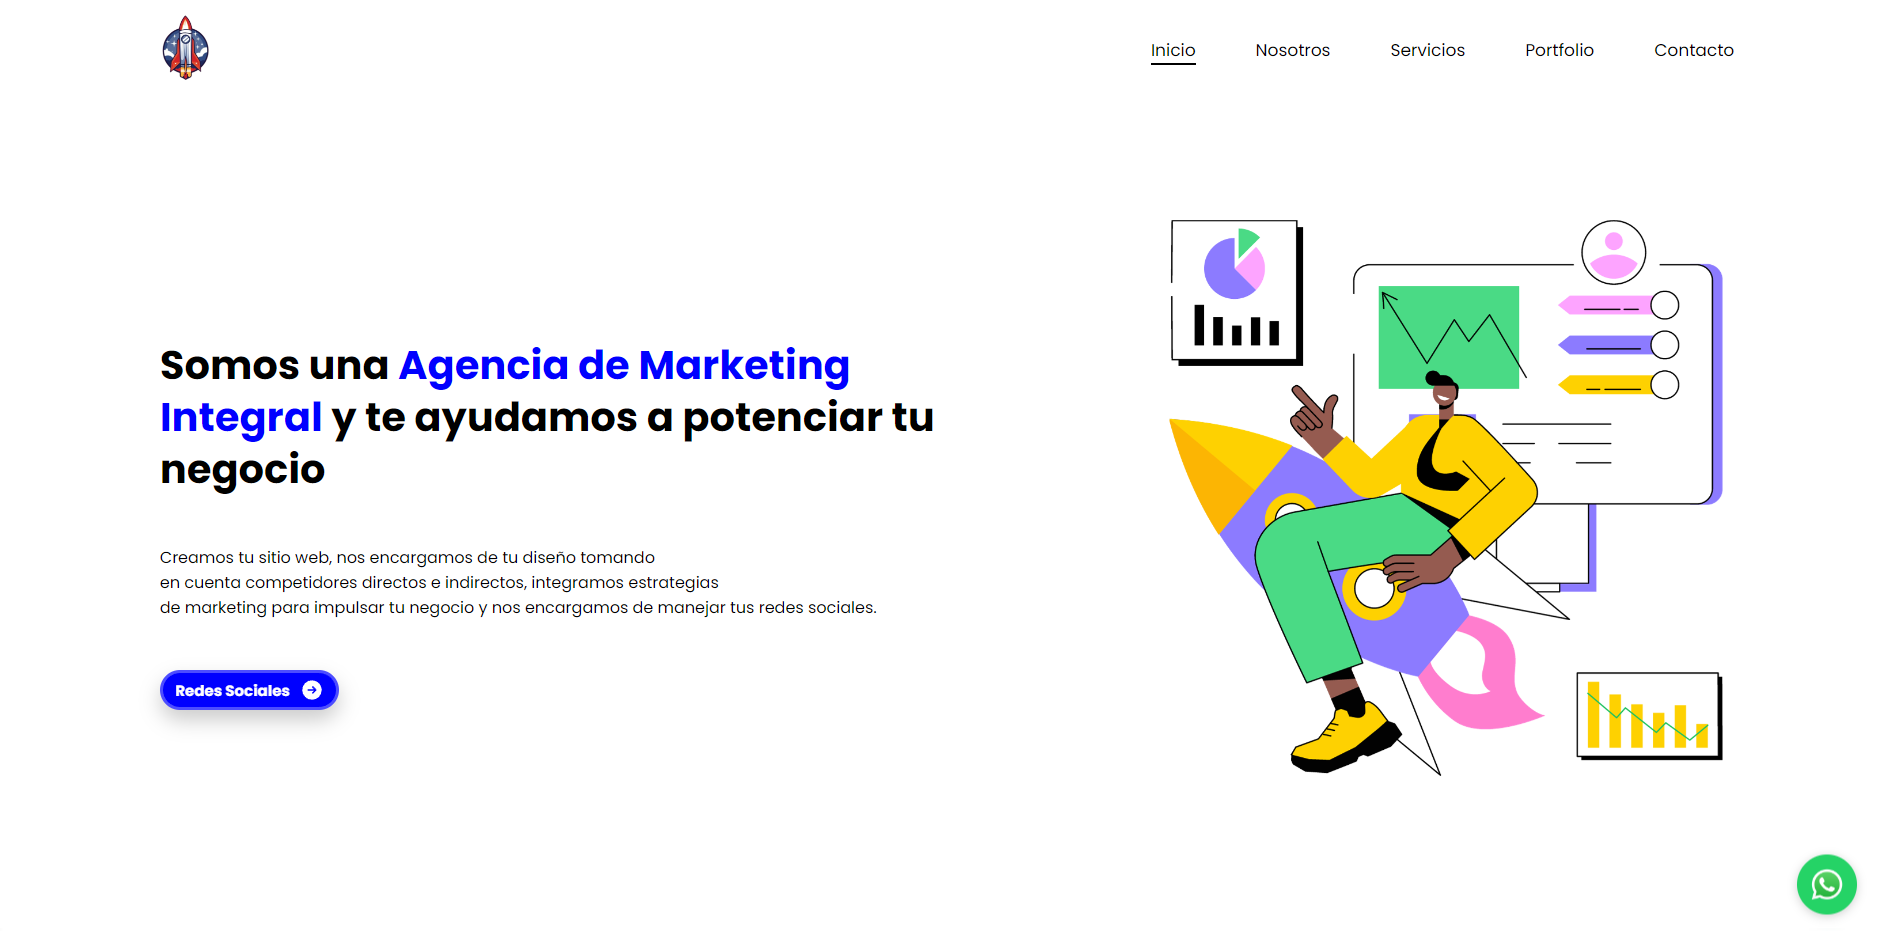 Inicio
Nosotros
Servicios
Portfolio
Contacto
Somos una Agencia de Marketing
Integral y te ayudamos a potenciar tu
negocio
Creamos tu sitio web, nos encargamos de tu diseño tomando
en cuenta competidores directos e indirectos, integramos estrategias
de marketing para impulsar tu negocio y nos encargamos de manejar tus redes sociales.
Redes Sociales